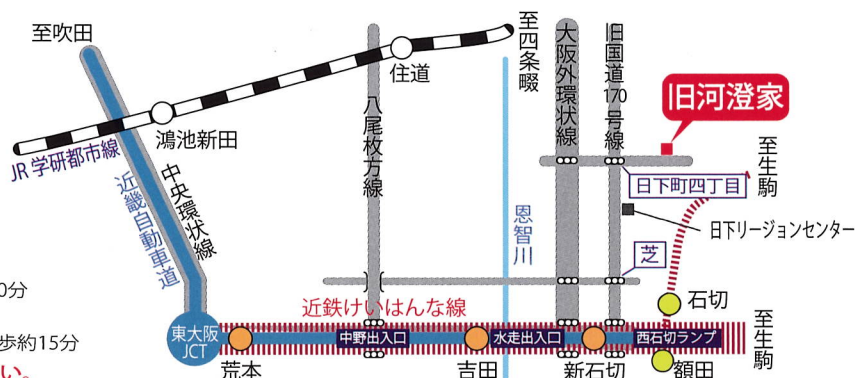 至吹田
住道
至四条畷
大阪外環状線
旧国道170号線
旧河澄家
鴻池新田
JR学研都市線
八尾枚方線
至生駒
日下町四丁目
中央環状線
近畿自動車道
恩智川
日下リージョンセンター
芝
0分
近鉄けいはんな線
石切
歩約15分
東大阪
JCT
中野出入口
水走出入口
西石切ランプ
至生駒
い。
荒本
吉田
新石切
額田